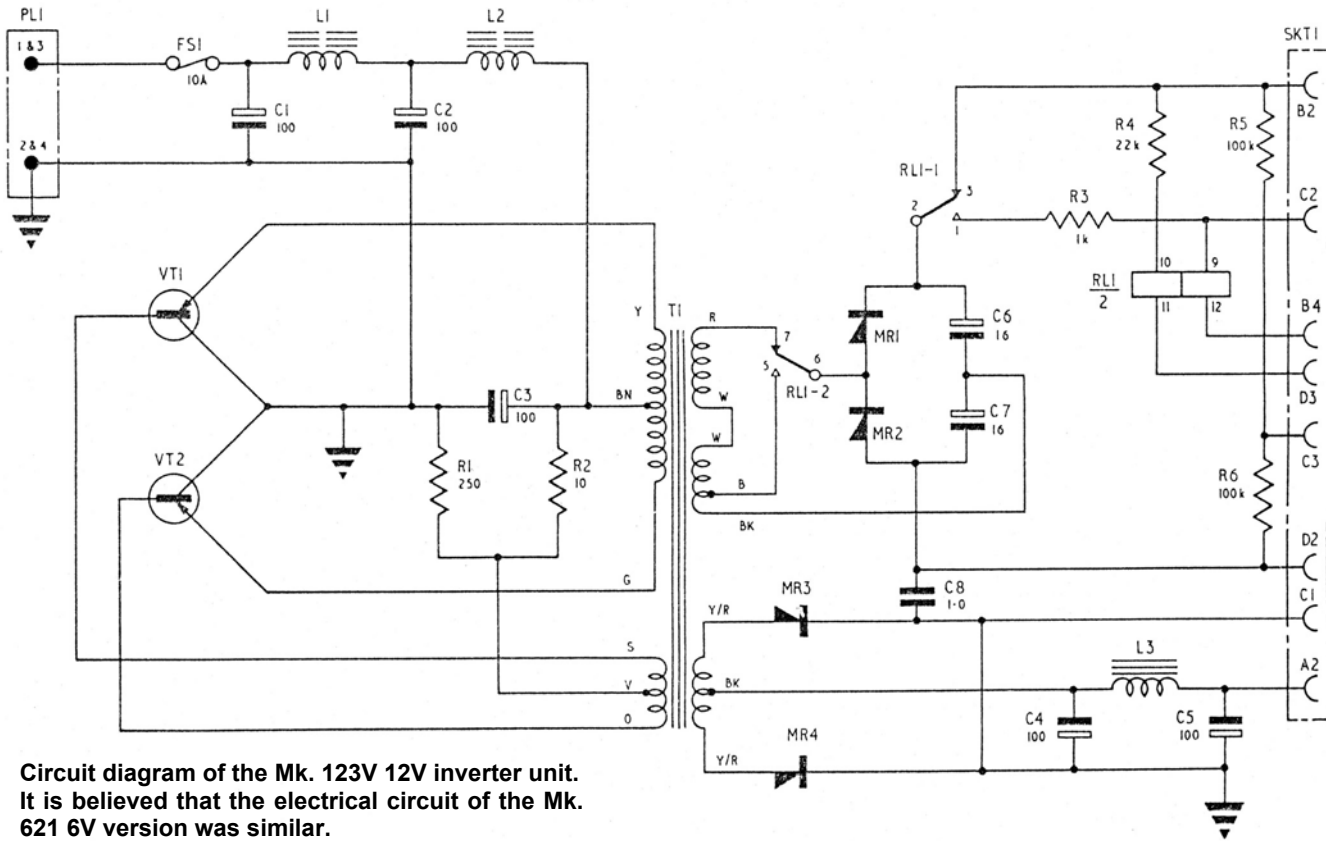 PL1
1 & 3
2 & 4
FS1
10A
L1
L2
C1
100
C2
100
VT1
VT2
C3
100
R1
250
R2
10
Y
BN
G
S
V
O
T1
R
W
W
B
BK
7
5
6
RL1-2
RL1-1
2
3
1
MR1
MR2
C6
16
C7
16
R3
1k
R4
22k
R5
100k
RL1
2
10
9
11
12
R6
100k
SKT1
B2
C2
B4
D3
C3
D2
C1
A2
C8
1·0
Y/R
MR3
BK
Y/R
MR4
L3
C4
100
C5
100
Circuit diagram of the Mk. 123V 12V inverter unit.
It is believed that the electrical circuit of the Mk.
621 6V version was similar.